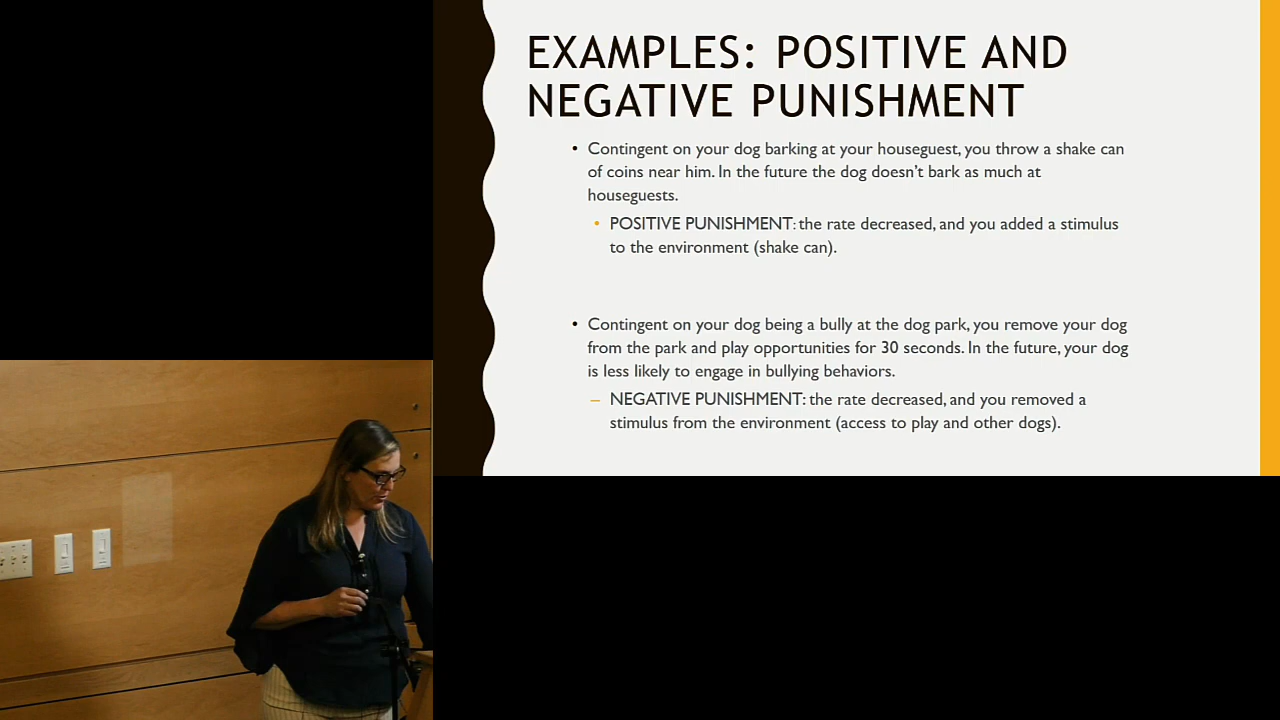 EXAMPLES: POSITIVE AND
NEGATIVE PUNISHMENT
• Contingent on your dog barking at your houseguest, you throw a shake can
of coins near him. In the future the dog doesn't bark as much at
houseguests.
• POSITIVE PUNISHMENT: the rate decreased, and you added a stimulus
to the environment (shake can).
• Contingent on your dog being a bully at the dog park, you remove your dog
from the park and play opportunities for 30 seconds. In the future, your dog
is less likely to engage in bullying behaviors.
– NEGATIVE PUNISHMENT: the rate decreased, and you removed a
stimulus from the environment (access to play and other dogs).